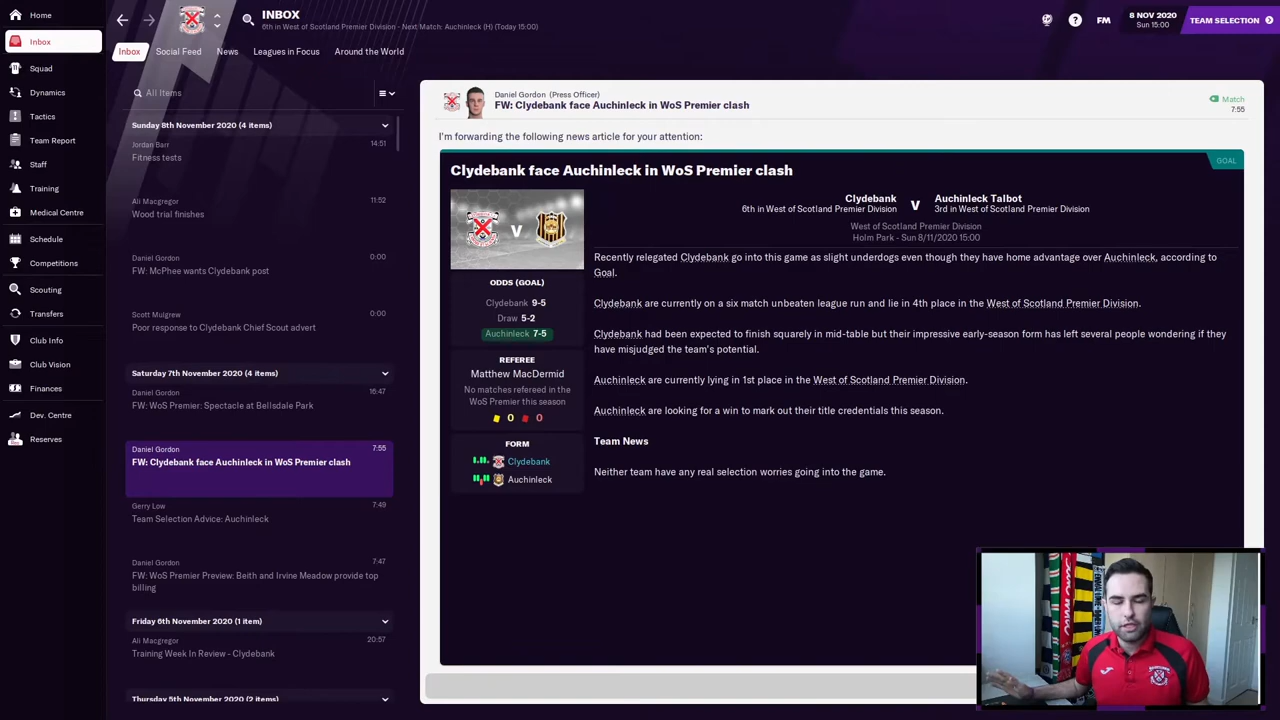 Home
Inbox
Squad
Dynamics
Tactics
Team Report
Staff
Training
Medical Centre
Schedule
Competitions
Scouting
Transfers
Club Info
Club Vision
Finances
Dev. Centre
Reserves
INBOX
6th in West of Scotland Premier Division - Next Match: Auchinleck (H) (Today 15:00)
FM
8 NOV 2020
Sun 15:00
TEAM SELECTION
Inbox
Social Feed
News
Leagues in Focus
Around the World
All Items
Sunday 8th November 2020 (4 items)
Jordan Barr 14:51
Fitness tests
Ali Macgregor 11:52
Wood trial finishes
Daniel Gordon 0:00
FW: McPhee wants Clydebank post
Scott Mulgrew 0:00
Poor response to Clydebank Chief Scout advert
Saturday 7th November 2020 (4 items)
Daniel Gordon 16:47
FW: WoS Premier: Spectacle at Bellsdale Park
Daniel Gordon 7:55
FW: Clydebank face Auchinleck in WoS Premier clash
Gerry Low 7:49
Team Selection Advice: Auchinleck
Daniel Gordon 7:47
FW: WoS Premier Preview: Beith and Irvine Meadow provide top
billing
Friday 6th November 2020 (1 item)
Ali Macgregor 20:57
Training Week In Review - Clydebank
Thursday 5th November 2020 (2 items)
Daniel Gordon (Press Officer)
FW: Clydebank face Auchinleck in WoS Premier clash
Match
7:55
I'm forwarding the following news article for your attention:
GOAL
Clydebank face Auchinleck in WoS Premier clash
V
Clydebank v Auchinleck Talbot
6th in West of Scotland Premier Division 3rd in West of Scotland Premier Division
West of Scotland Premier Division
Holm Park - Sun 8/11/2020 15:00
ODDS (GOAL)
Clydebank 9-5
Draw 5-2
Auchinleck 7-5
REFEREE
Matthew MacDermid
No matches refereed in the
WoS Premier this season
0 0
FORM
Clydebank
Auchinleck
Recently relegated Clydebank go into this game as slight underdogs even though they have home advantage over Auchinleck, according to
Goal.
Clydebank are currently on a six match unbeaten league run and lie in 4th place in the West of Scotland Premier Division.
Clydebank had been expected to finish squarely in mid-table but their impressive early-season form has left several people wondering if they
have misjudged the team's potential.
Auchinleck are currently lying in 1st place in the West of Scotland Premier Division.
Auchinleck are looking for a win to mark out their title credentials this season.
Team News
Neither team have any real selection worries going into the game.